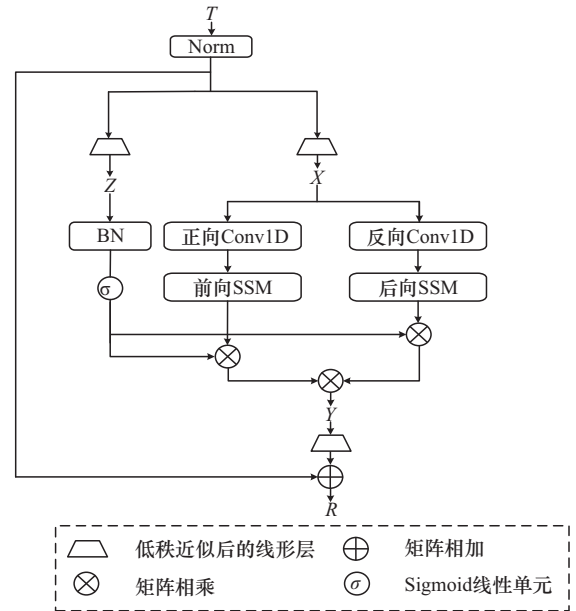 T
Norm
Z
X
BN
正向Conv1D
反向Conv1D
σ
前向SSM
后向SSM
Y
R
低秩近似后的线形层
矩阵相加
矩阵相乘
σ
Sigmoid线性单元